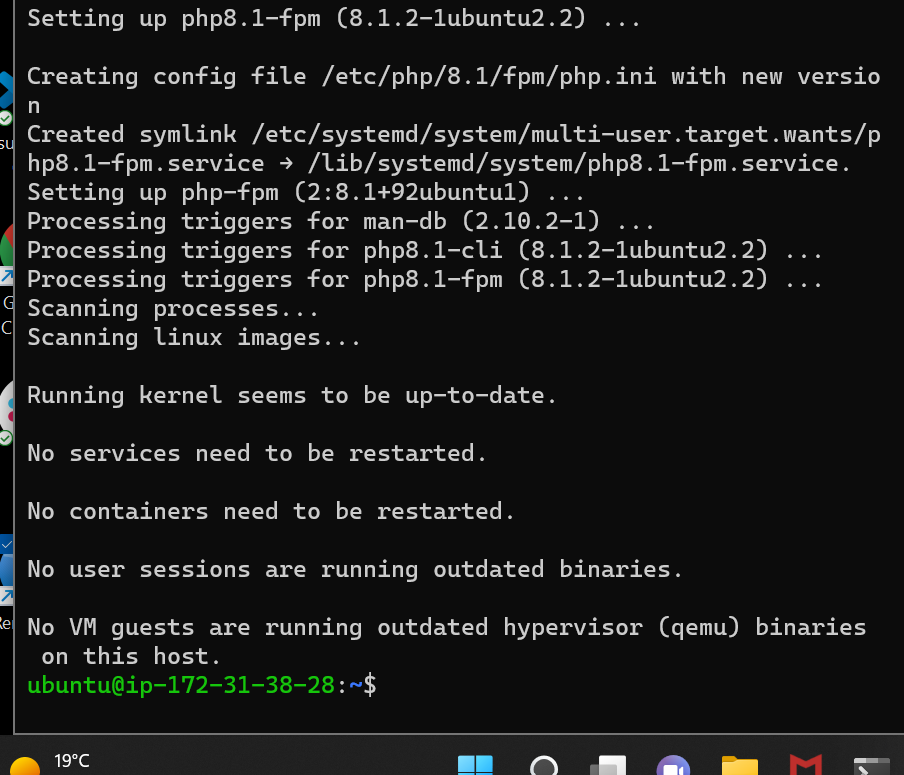 Setting up php8.1-fpm (8.1.2-1ubuntu2.2) ...
Creating config file /etc/php/8.1/fpm/php.ini with new versio
n
Created symlink /etc/systemd/system/multi-user.target.wants/p
hp8.1-fpm.service → /lib/systemd/system/php8.1-fpm.service.
Setting up php-fpm (2:8.1+92ubuntu1) ...
Processing triggers for man-db (2.10.2-1) ...
Processing triggers for php8.1-cli (8.1.2-1ubuntu2.2) ...
Processing triggers for php8.1-fpm (8.1.2-1ubuntu2.2) ...
Scanning processes...
Scanning linux images...
Running kernel seems to be up-to-date.
No services need to be restarted.
No containers need to be restarted.
No user sessions are running outdated binaries.
No VM guests are running outdated hypervisor (qemu) binaries
on this host.
ubuntu@ip-172-31-38-28:~$
19°C